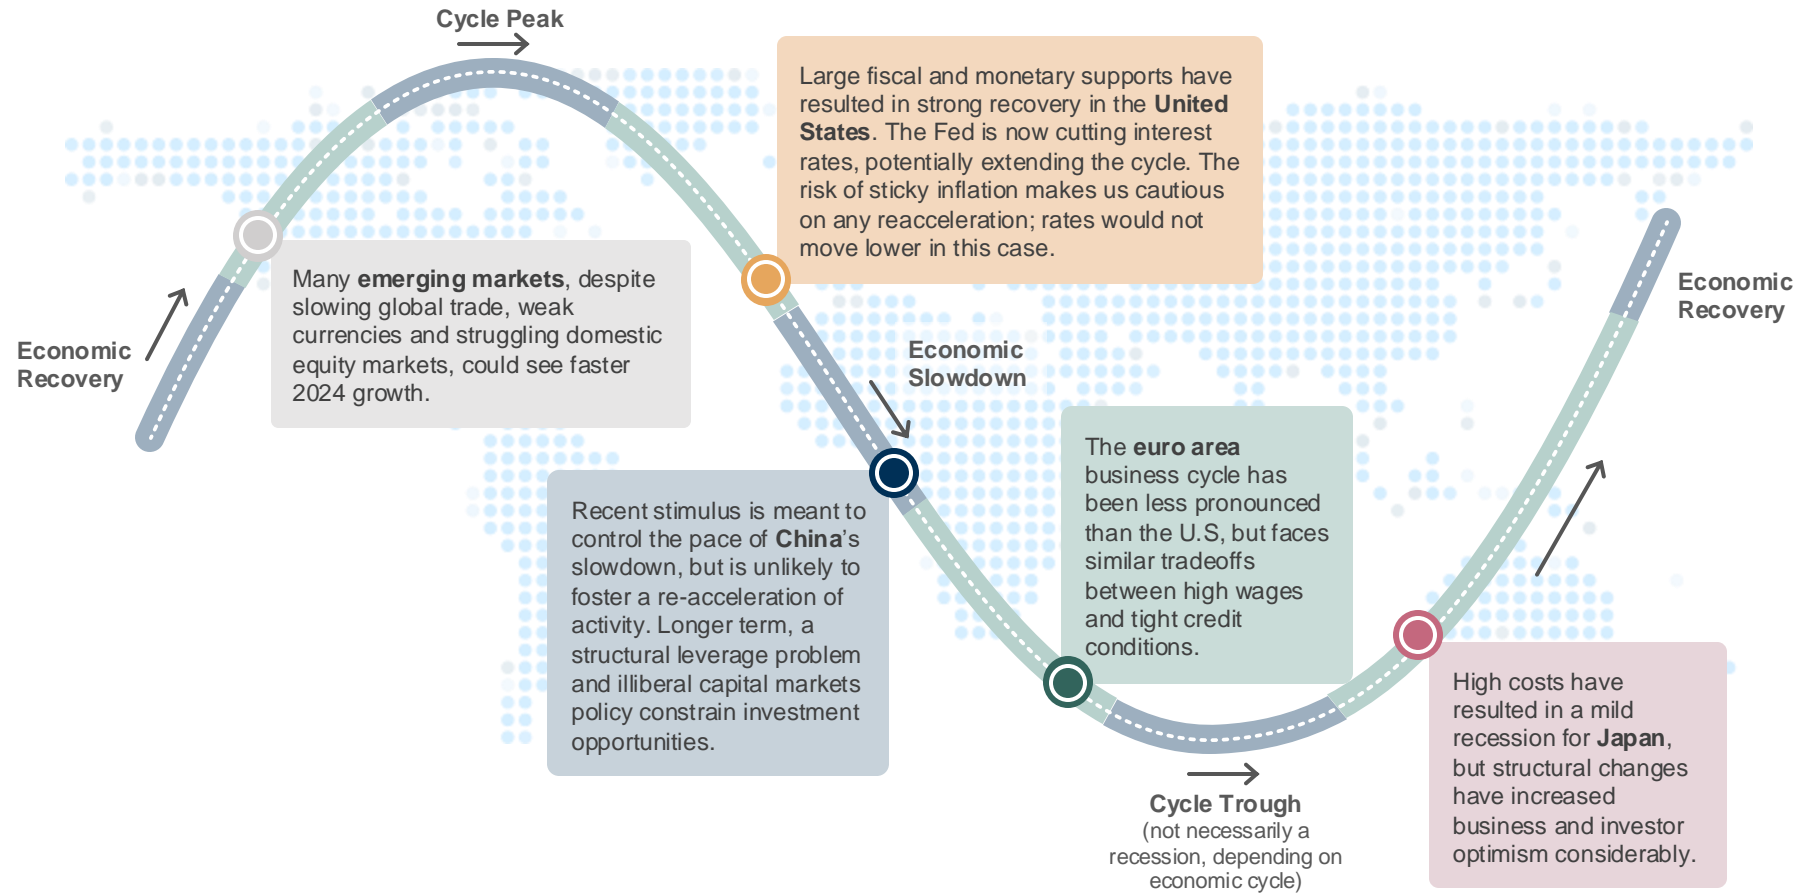 Cycle Peak
Large fiscal and monetary supports have
resulted in strong recovery in the United
States. The Fed is now cutting interest
rates, potentially extending the cycle. The
risk of sticky inflation makes us cautious
on any reacceleration; rates would not
move lower in this case.
Many emerging markets, despite
slowing global trade, weak
currencies and struggling domestic
equity markets, could see faster
2024 growth.
Economic
Recovery
Economic
Slowdown
Economic
Recovery
Recent stimulus is meant to
control the pace of China's
slowdown, but is unlikely to
foster a re-acceleration of
activity. Longer term, a
structural leverage problem
and illiberal capital markets
policy constrain investment
opportunities.
The euro area
business cycle has
been less pronounced
than the U.S, but faces
similar tradeoffs
between high wages
and tight credit
conditions.
High costs have
resulted in a mild
recession for Japan,
but structural changes
have increased
business and investor
optimism considerably.
Cycle Trough
(not necessarily a
recession, depending on
economic cycle)